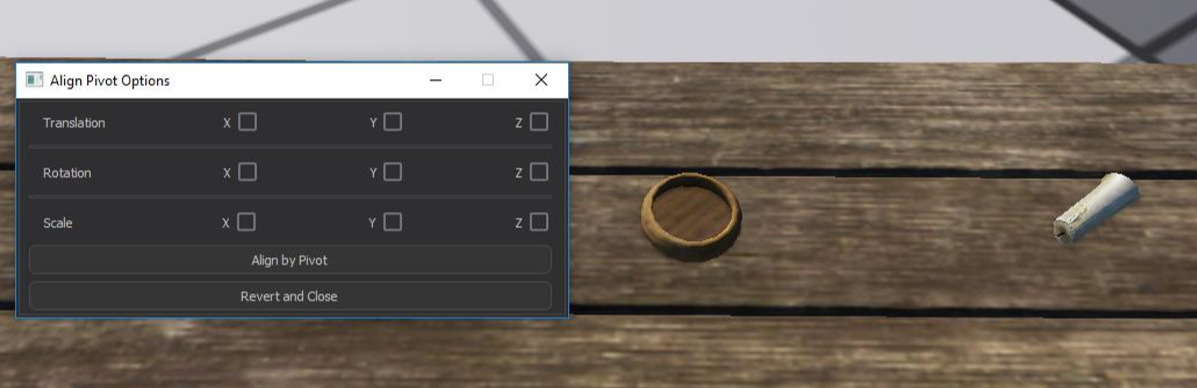 Align Pivot Options
Translation X Y Z
Rotation X Y Z
Scale X Y Z
Align by Pivot
Revert and Close